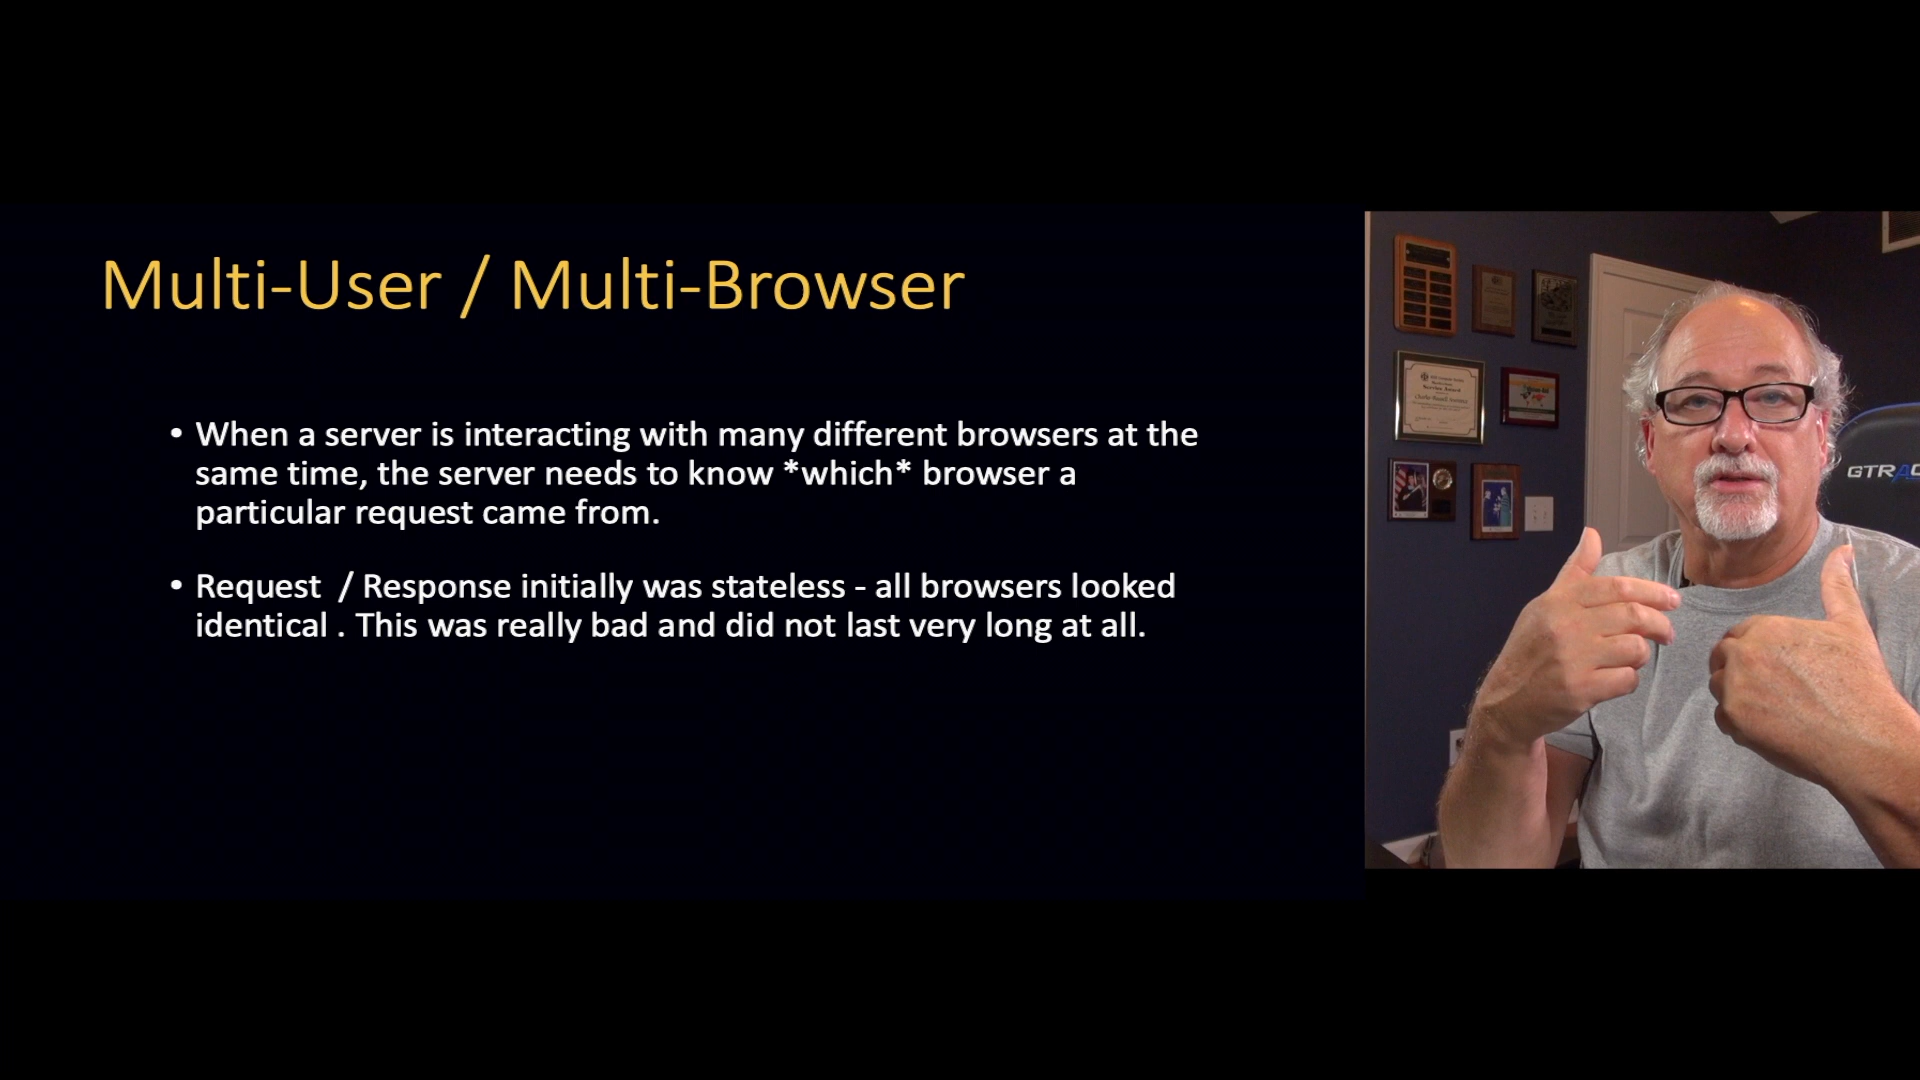 Multi-User / Multi-Browser
• When a server is interacting with many different browsers at the
same time, the server needs to know *which* browser a
particular request came from.
• Request / Response initially was stateless - all browsers looked
identical . This was really bad and did not last very long at all.
GTRAC